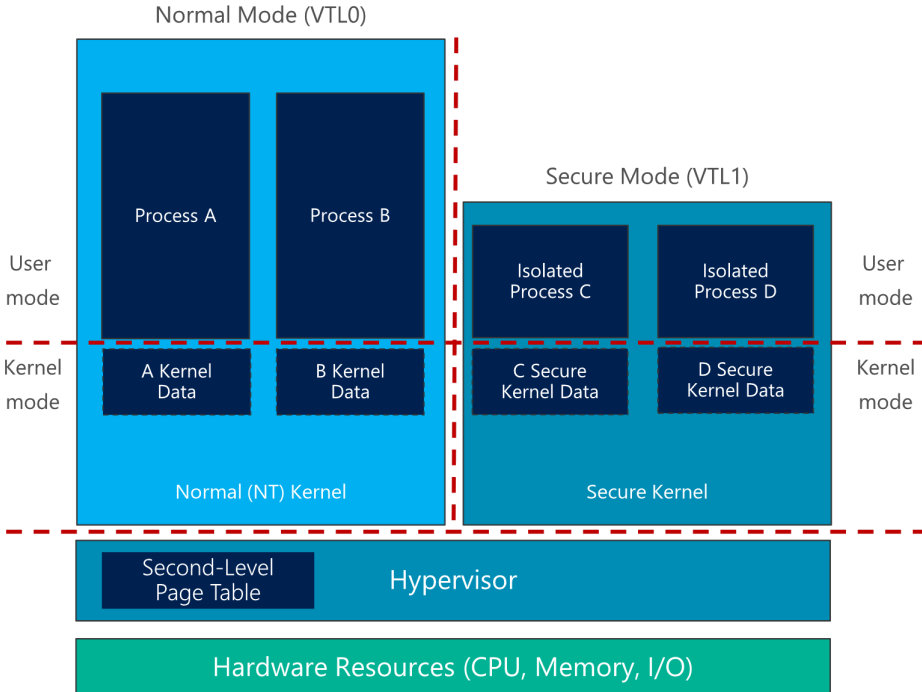 Normal Mode (VTL0)
Secure Mode (VTL1)
Process A
Process B
Isolated
Process C
Isolated
Process D
User
mode
User
mode
Kernel
mode
A Kernel
Data
B Kernel
Data
C Secure
Kernel Data
D Secure
Kernel Data
Kernel
mode
Normal (NT) Kernel
Secure Kernel
Second-Level
Page Table
Hypervisor
Hardware Resources (CPU, Memory, I/O)